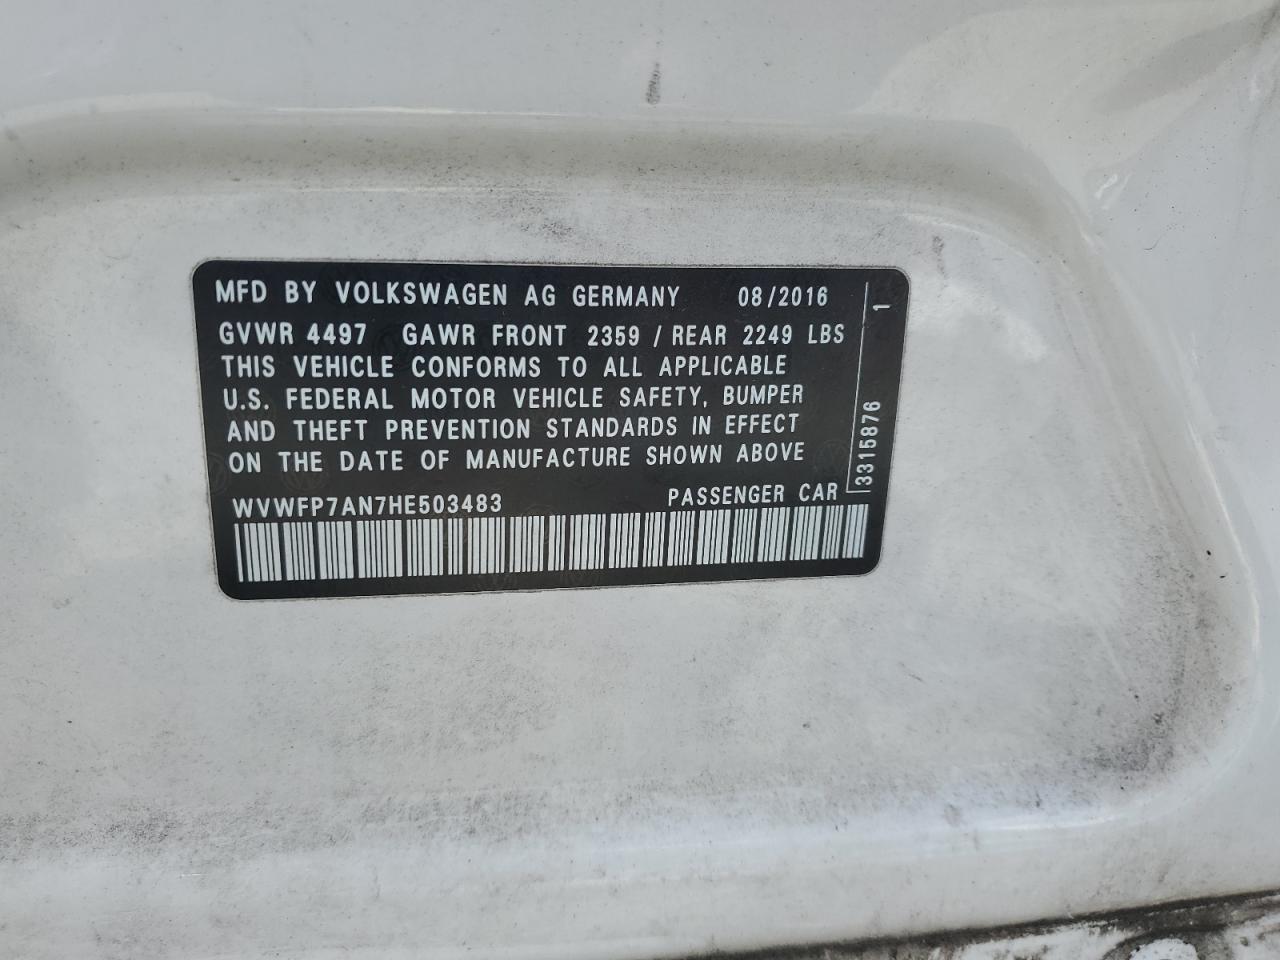 MFD BY VOLKSWAGEN AG GERMANY 08/2016
GVWR 4497 GAWR FRONT 2359 / REAR 2249 LBS
THIS VEHICLE CONFORMS TO ALL APPLICABLE
U.S. FEDERAL MOTOR VEHICLE SAFETY, BUMPER
AND THEFT PREVENTION STANDARDS IN EFFECT
ON THE DATE OF MANUFACTURE SHOWN ABOVE
WVWFP7AN7HE503483 PASSENGER CAR
3315876 1